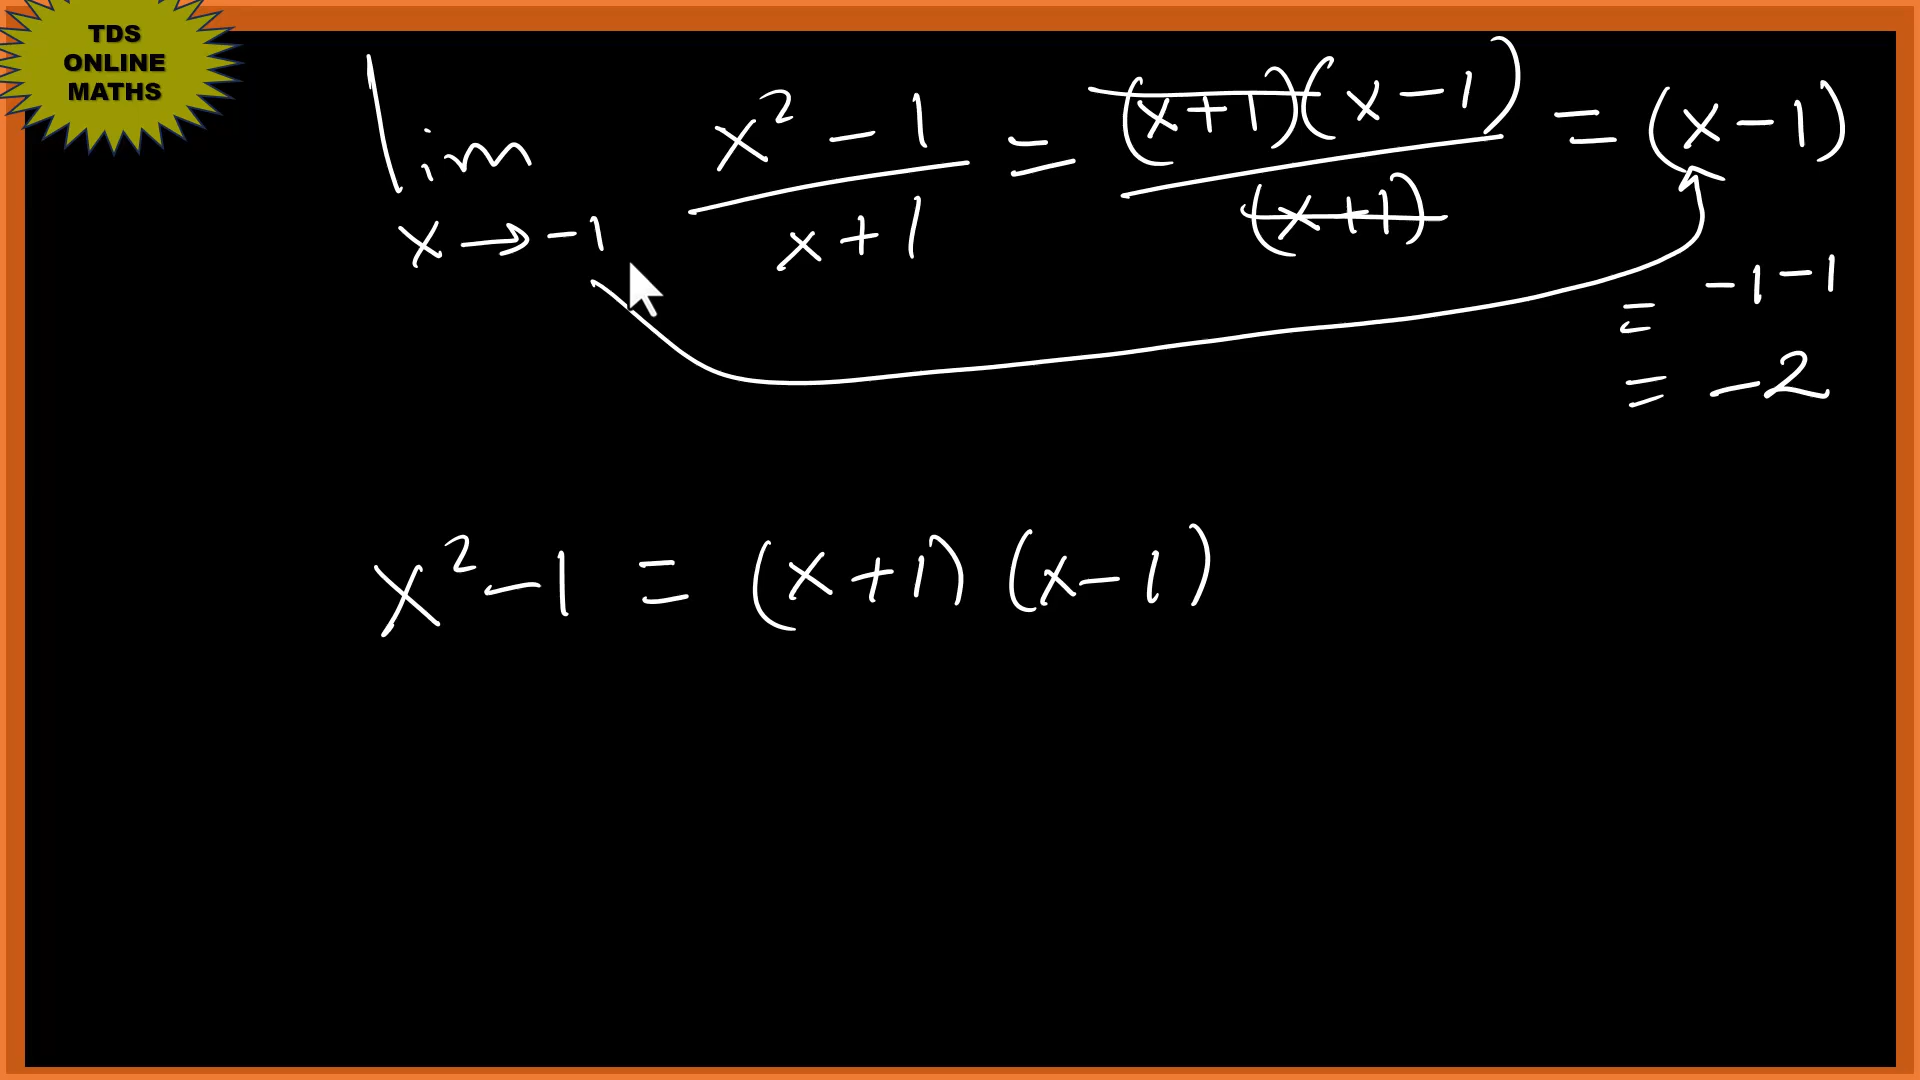 TDS
ONLINE
MATHS
lim x→-1 (x² - 1)/(x + 1) = ((x+1)(x-1))/((x+1)) = (x-1)
= -1-1
= -2
x² - 1 = (x+1)(x-1)